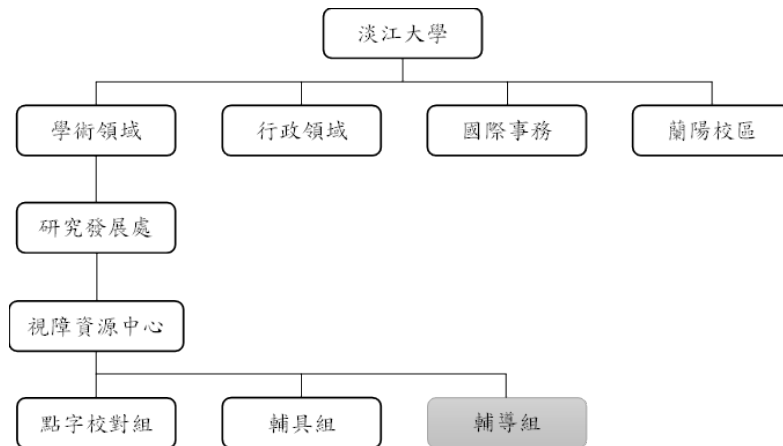 淡江大學
學術領域
行政領域
國際事務
蘭陽校區
研究發展處
視障資源中心
點字校對組
輔具組
輔導組